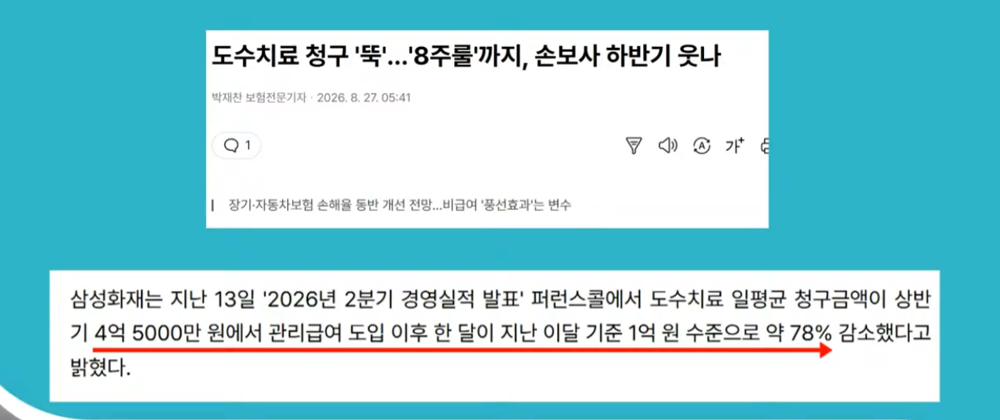 도수치료 청구 '뚝'...'8주룰'까지, 손보사 하반기 웃나
박재찬 보험전문기자 · 2026. 8. 27. 05:41
1
가+
장기·자동차보험 손해율 동반 개선 전망...비급여 '풍선효과'는 변수
삼성화재는 지난 13일 '2026년 2분기 경영실적 발표' 퍼런스콜에서 도수치료 일평균 청구금액이 상반
기 4억 5000만 원에서 관리급여 도입 이후 한 달이 지난 이달 기준 1억 원 수준으로 약 78% 감소했다고
밝혔다.